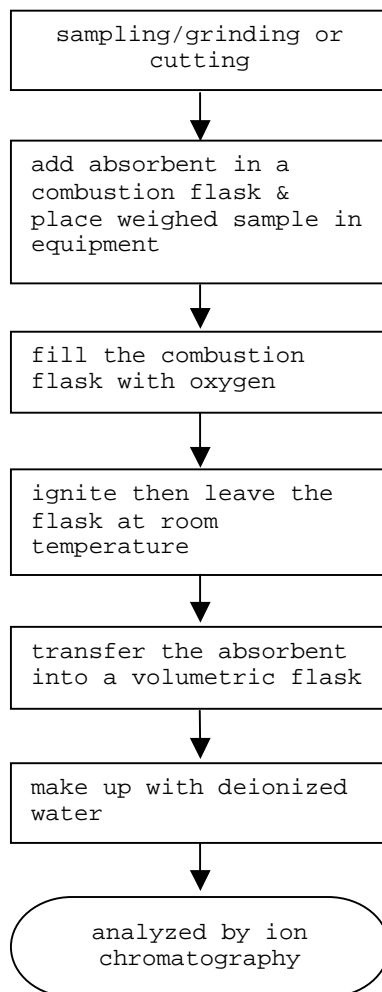 sampling/grinding or
cutting
add absorbent in a
combustion flask &
place weighed sample in
equipment
fill the combustion
flask with oxygen
ignite then leave the
flask at room
temperature
transfer the absorbent
into a volumetric flask
make up with deionized
water
analyzed by ion
chromatography